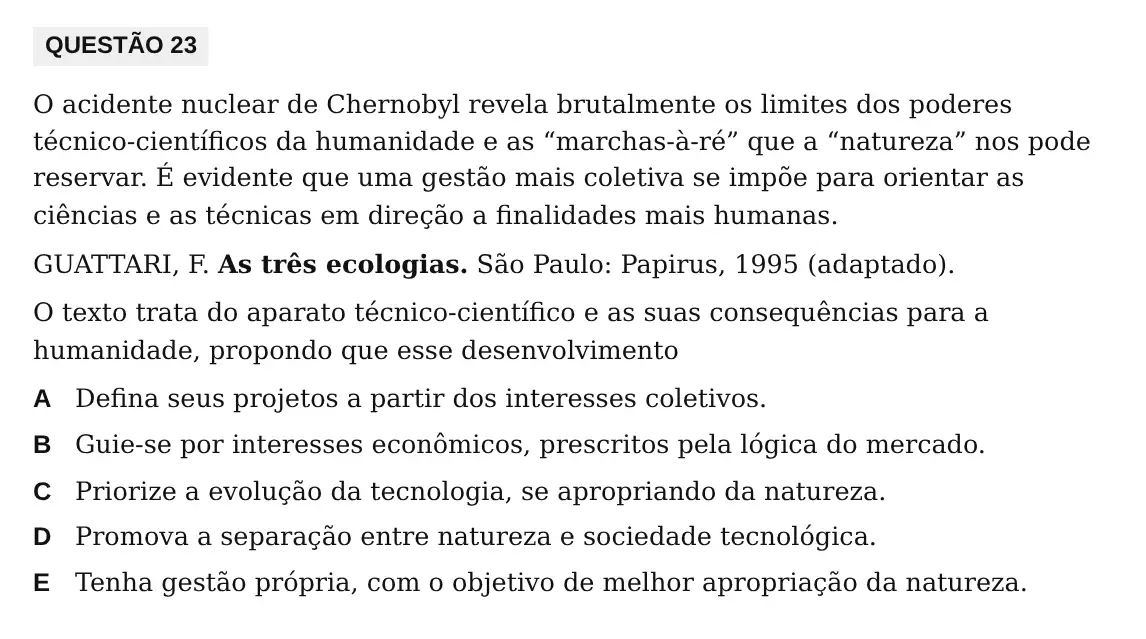 QUESTÃO 23
O acidente nuclear de Chernobyl revela brutalmente os limites dos poderes
técnico-científicos da humanidade e as “marchas-à-ré” que a “natureza” nos pode
reservar. É evidente que uma gestão mais coletiva se impõe para orientar as
ciências e as técnicas em direção a finalidades mais humanas.
GUATTARI, F. As três ecologias. São Paulo: Papirus, 1995 (adaptado).
O texto trata do aparato técnico-científico e as suas consequências para a
humanidade, propondo que esse desenvolvimento
A Defina seus projetos a partir dos interesses coletivos.
B Guie-se por interesses econômicos, prescritos pela lógica do mercado.
C Priorize a evolução da tecnologia, se apropriando da natureza.
D Promova a separação entre natureza e sociedade tecnológica.
E Tenha gestão própria, com o objetivo de melhor apropriação da natureza.